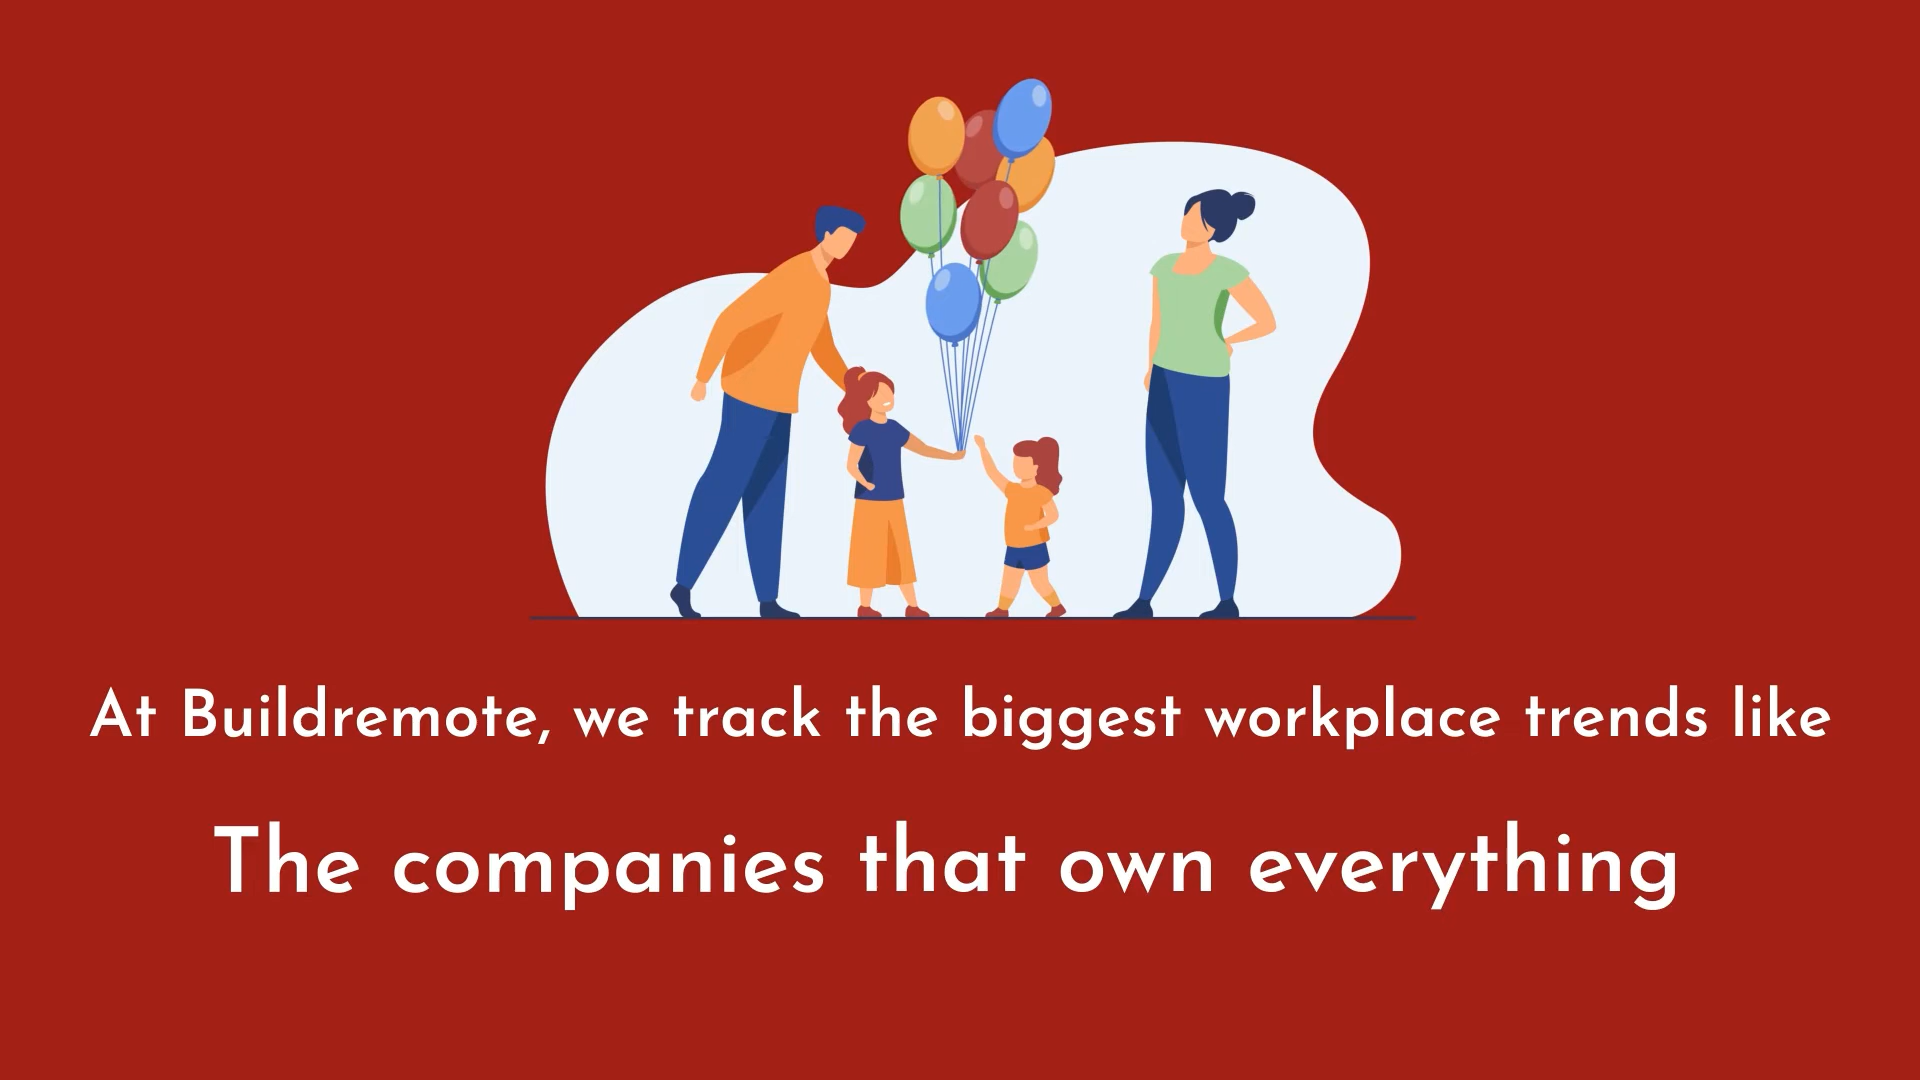 At Buildremote, we track the biggest workplace trends like
The companies that own everything